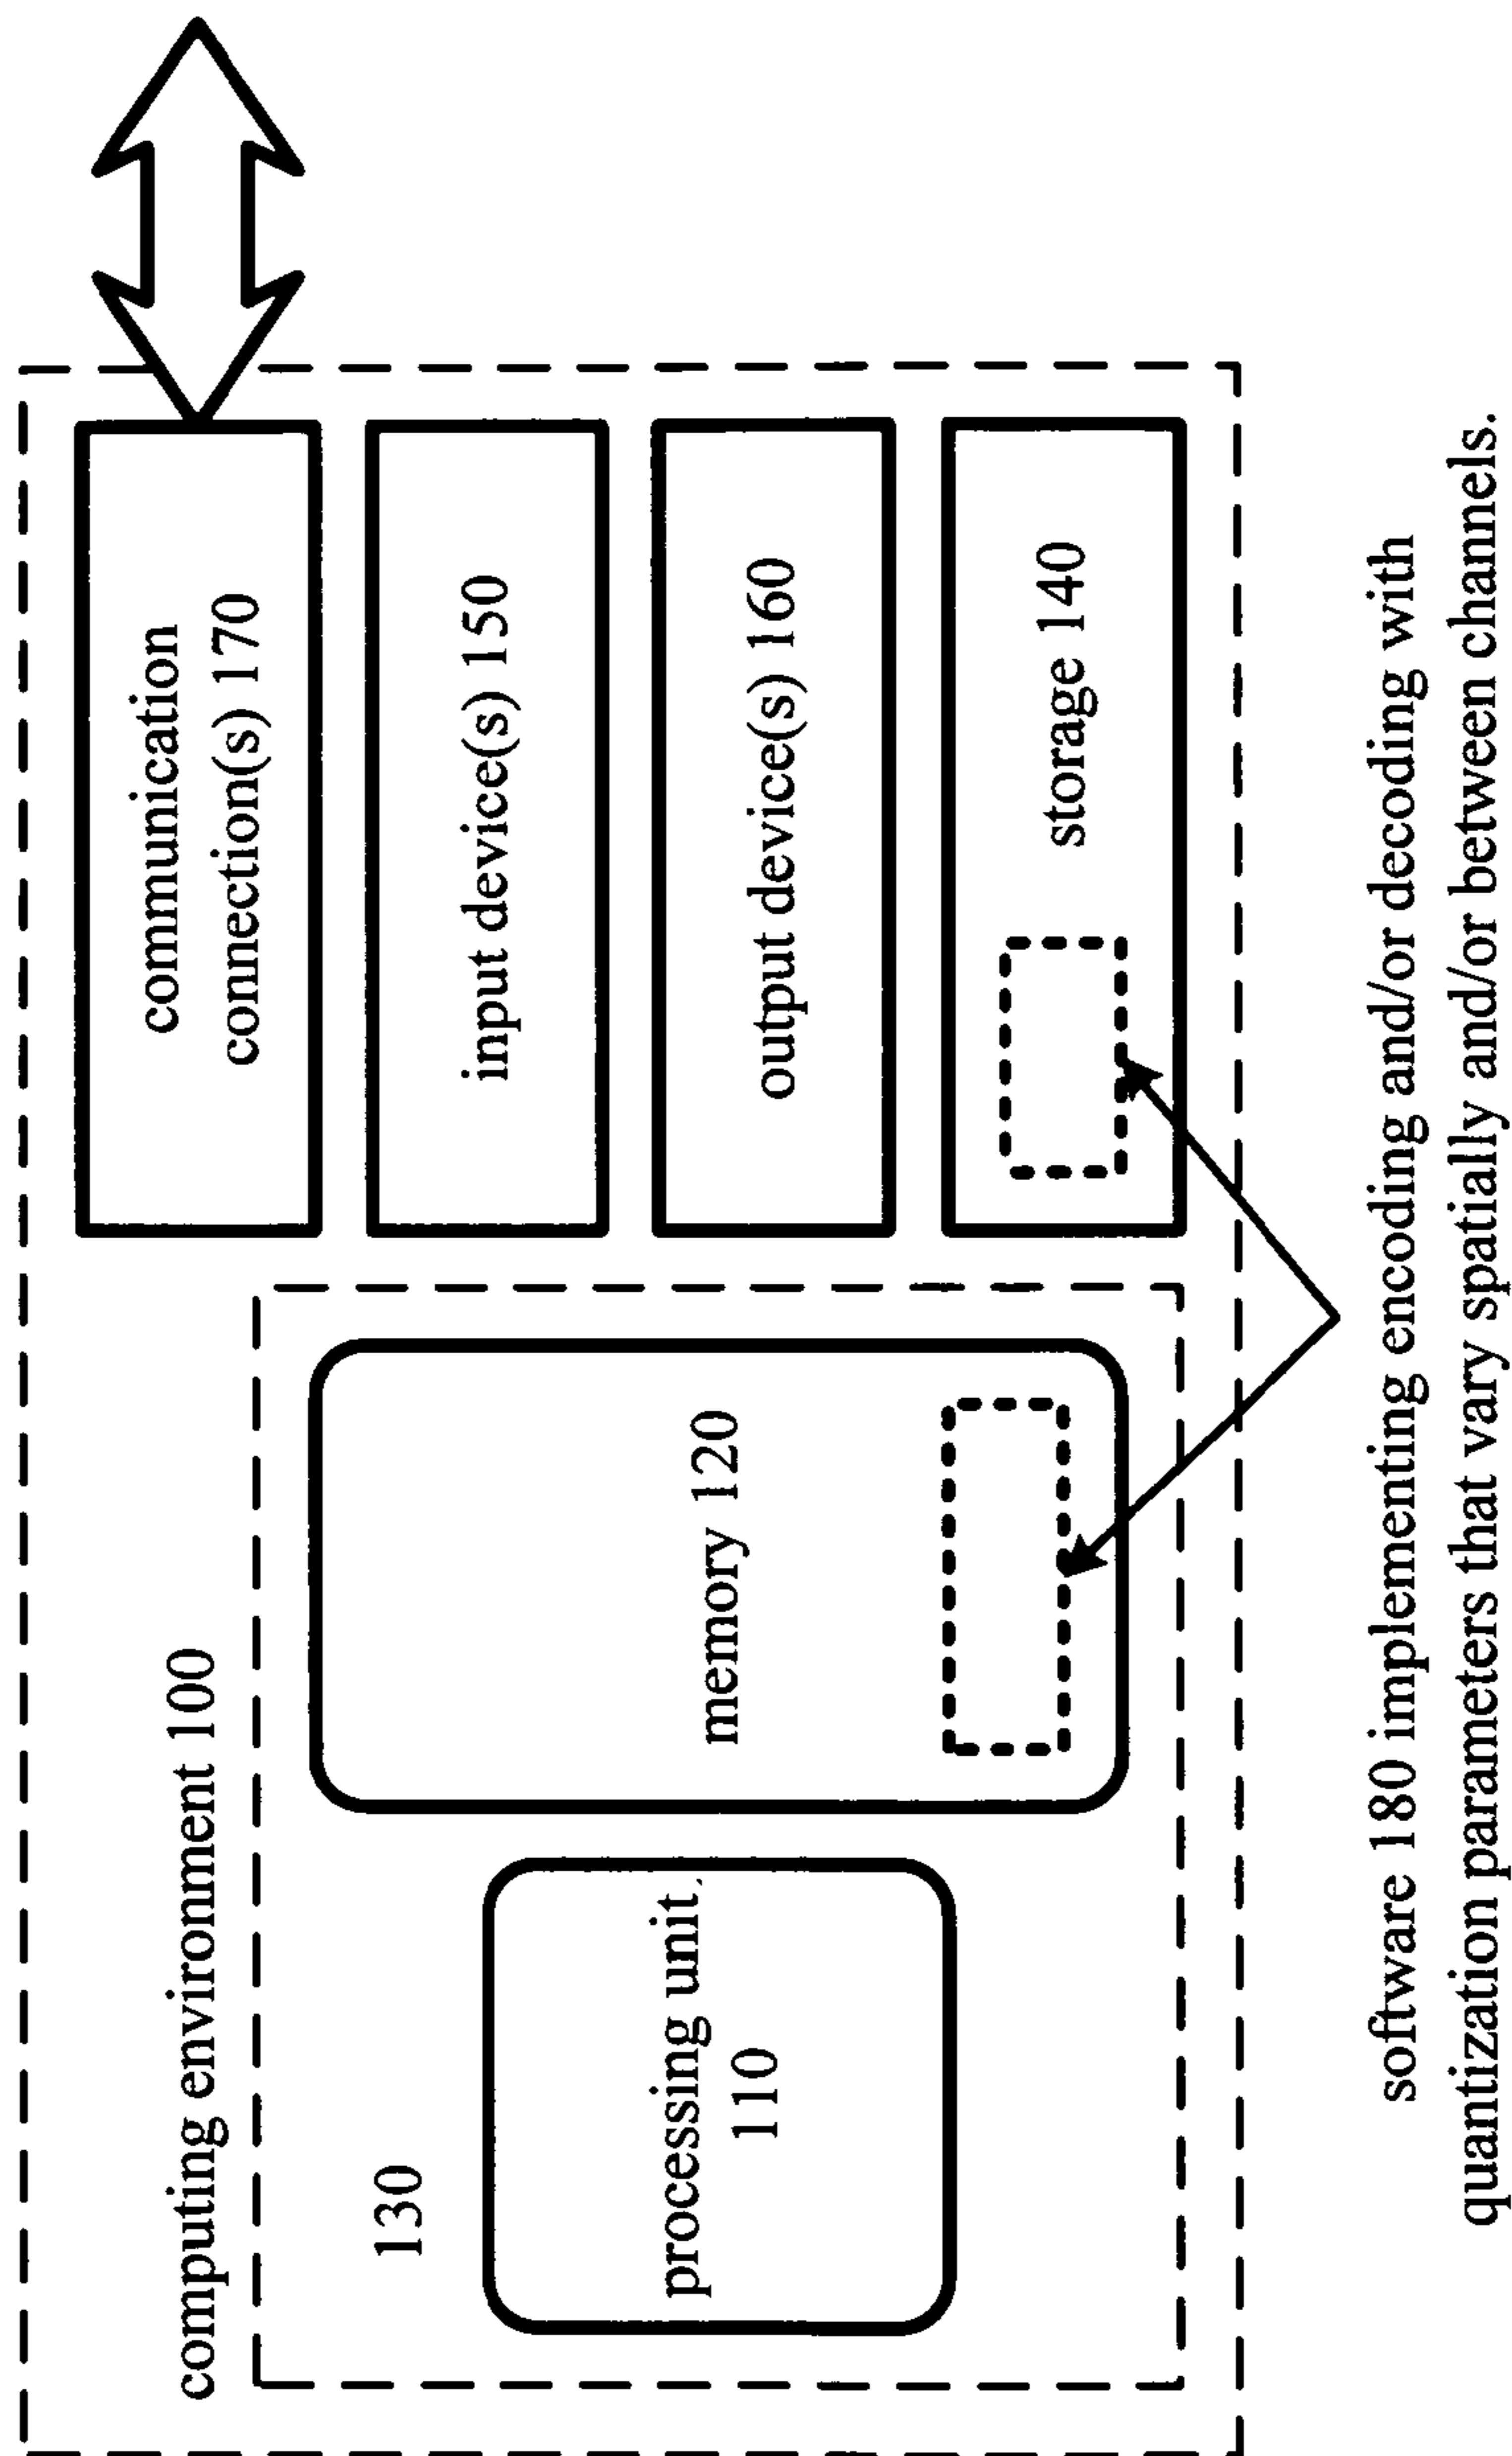 computing environment 100
130
processing unit
110
memory 120
communication
connection(s) 170
input device(s) 150
output device(s) 160
storage 140
software 180 implementing encoding and/or decoding with
quantization parameters that vary spatially and/or between channels.